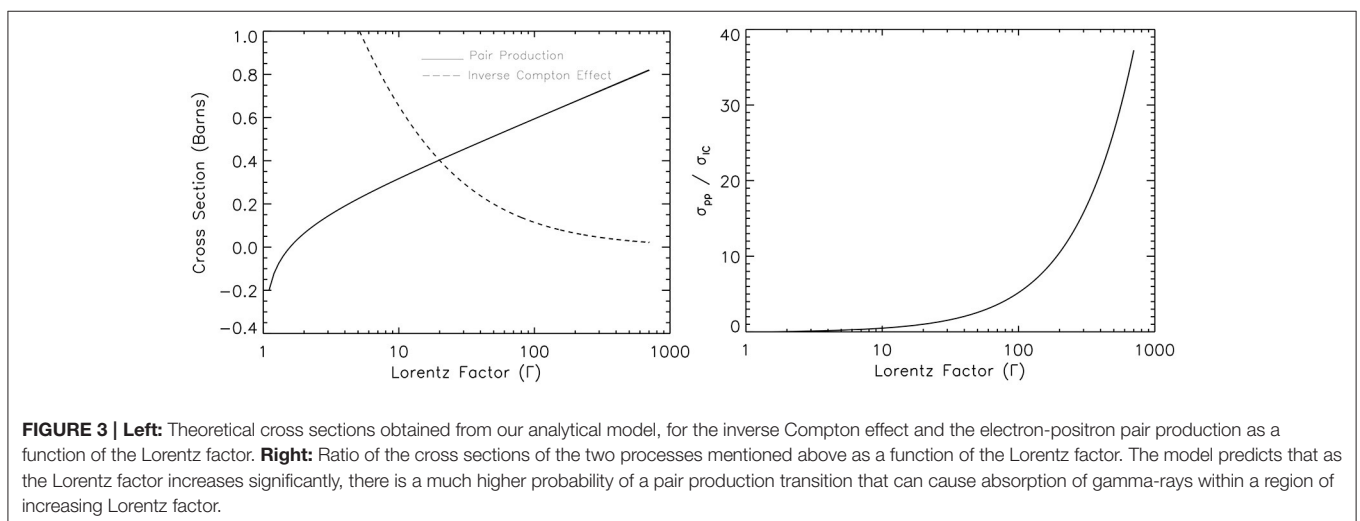 1.0
0.8
0.6
0.4
0.2
0.0
−0.2
−0.4
Cross Section (Barns)
Pair Production
Inverse Compton Effect
1 10 100 1000
Lorentz Factor (Γ)
40
30
20
10
0
σpp / σIC
1 10 100 1000
Lorentz Factor (Γ)
FIGURE 3 | Left: Theoretical cross sections obtained from our analytical model, for the inverse Compton effect and the electron-positron pair production as a
function of the Lorentz factor. Right: Ratio of the cross sections of the two processes mentioned above as a function of the Lorentz factor. The model predicts that as
the Lorentz factor increases significantly, there is a much higher probability of a pair production transition that can cause absorption of gamma-rays within a region of
increasing Lorentz factor.